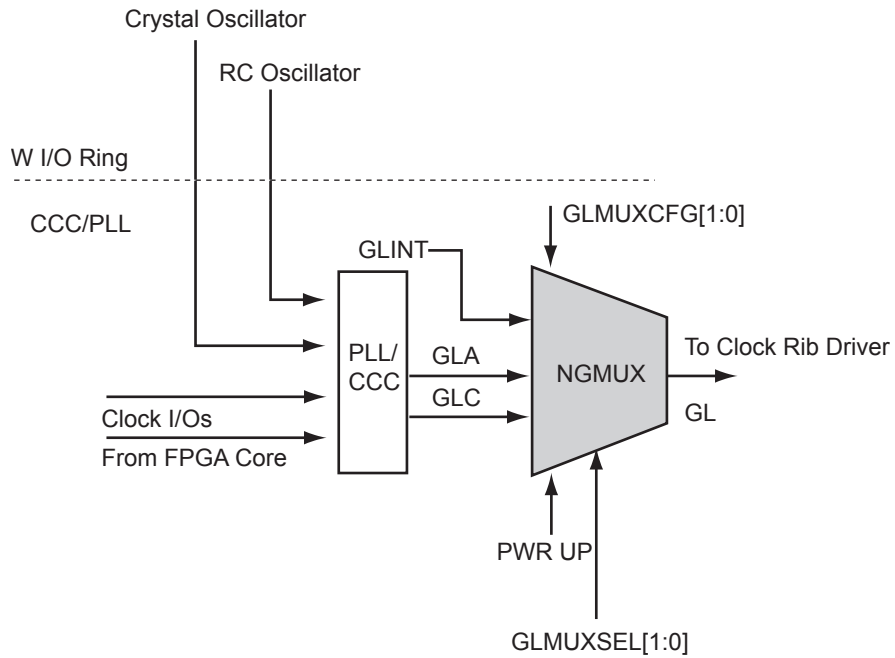 Crystal Oscillator
RC Oscillator
W I/O Ring
CCC/PLL
GLMUXCFG[1:0]
GLINT
PLL/
CCC
GLA
GLC
NGMUX
To Clock Rib Driver
GL
Clock I/Os
From FPGA Core
PWR UP
GLMUXSEL[1:0]